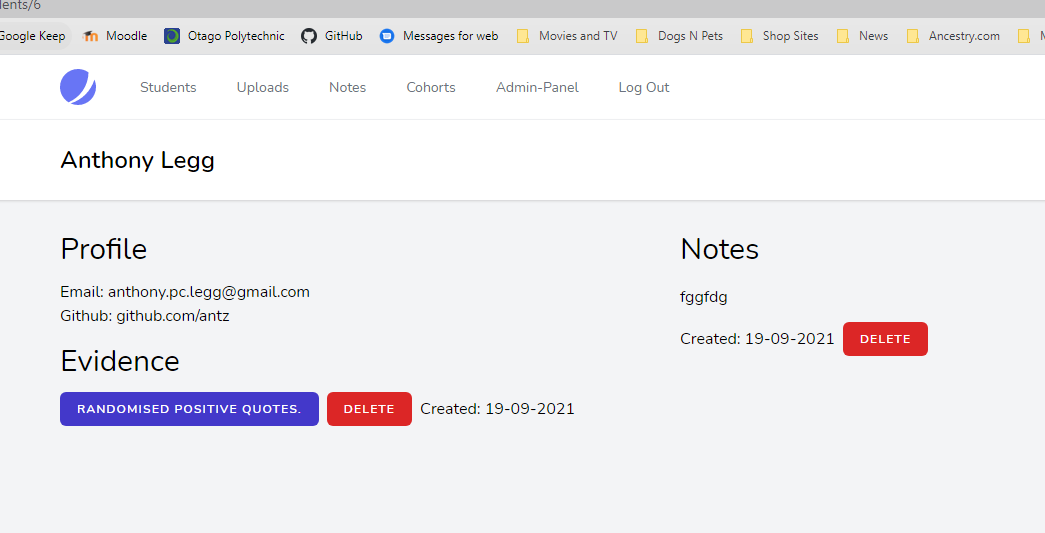 dents/6
Google Keep Moodle Otago Polytechnic GitHub Messages for web Movies and TV Dogs N Pets Shop Sites News Ancestry.com
Students Uploads Notes Cohorts Admin-Panel Log Out
Anthony Legg
Profile
Email: anthony.pc.legg@gmail.com
Github: github.com/antz
Evidence
RANDOMISED POSITIVE QUOTES. DELETE Created: 19-09-2021
Notes
fggfdg
Created: 19-09-2021 DELETE